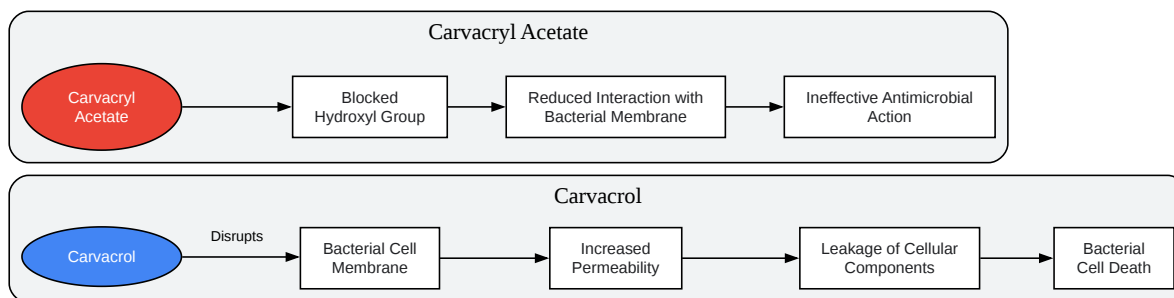 Carvacryl Acetate
Carvacryl
Acetate
Blocked
Hydroxyl Group
Reduced Interaction with
Bacterial Membrane
Ineffective Antimicrobial
Action
Carvacrol
Carvacrol
Disrupts
Bacterial Cell
Membrane
Increased
Permeability
Leakage of Cellular
Components
Bacterial
Cell Death